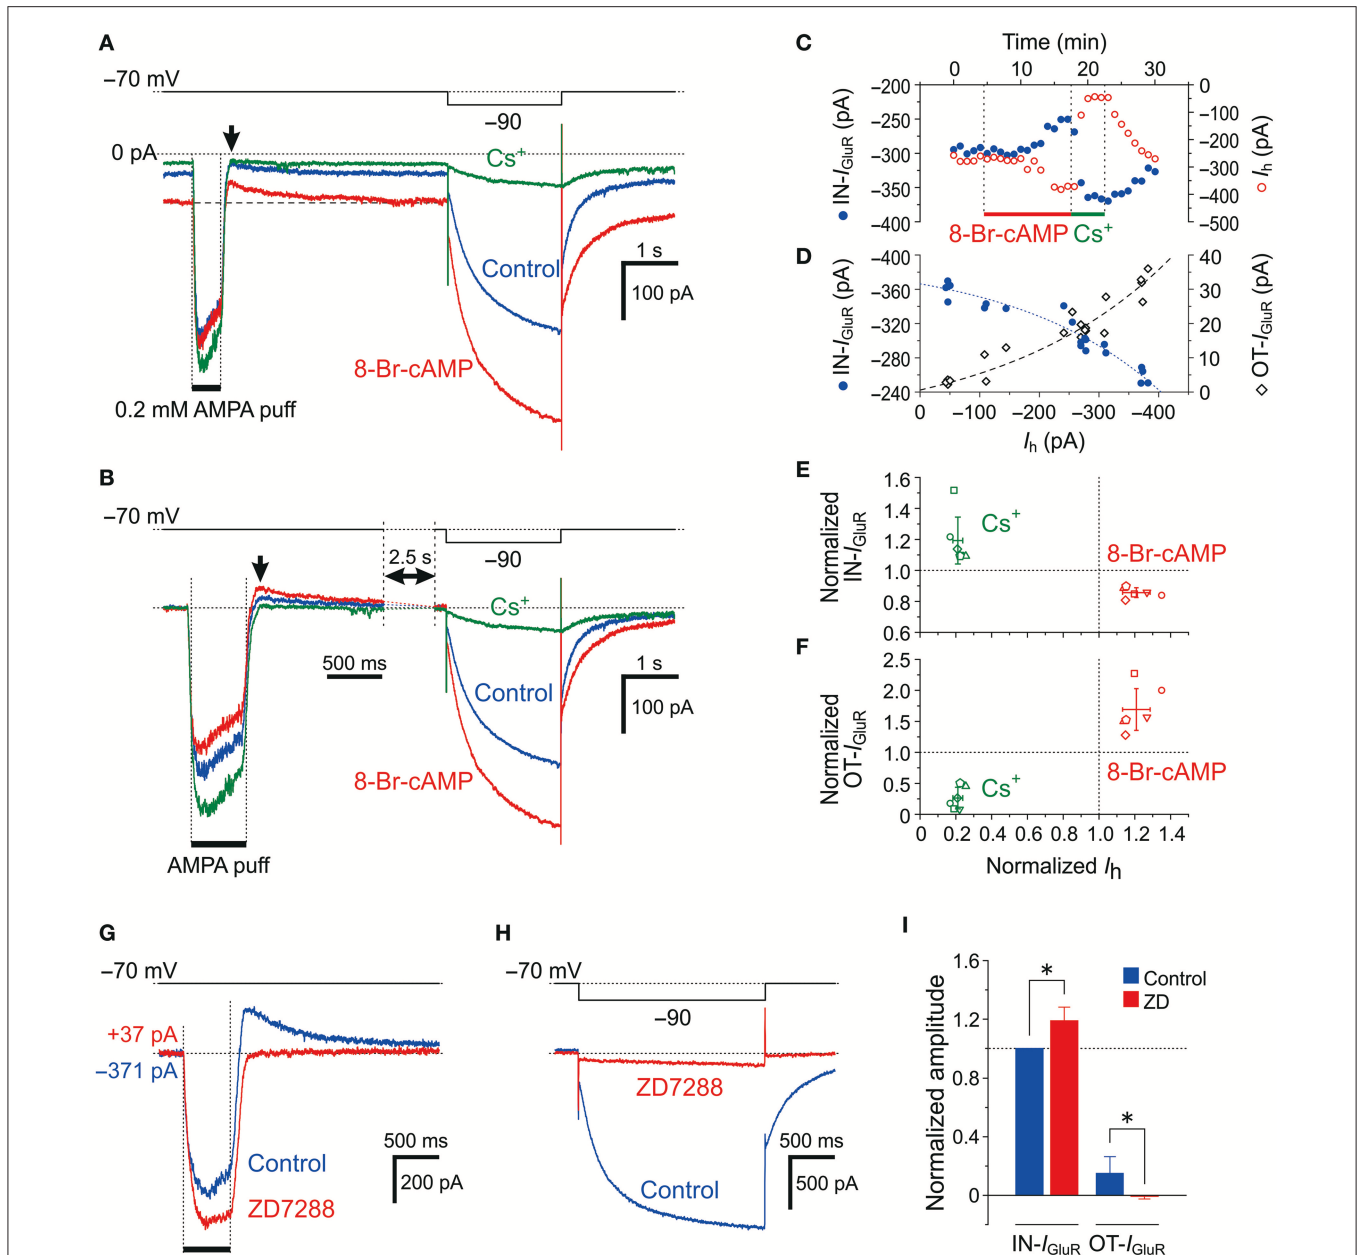 A
−70 mV
−90
0 pA
Cs+
Control
8-Br-cAMP
1 s
100 pA
0.2 mM AMPA puff
B
−70 mV
2.5 s
−90
Cs+
500 ms
Control
1 s
100 pA
8-Br-cAMP
AMPA puff
C
Time (min)
0 10 20 30
IN-IGluR (pA)
−200
−250
−300
−350
−400
0
−100
−200
−300
−400
−500
Ih (pA)
8-Br-cAMP Cs+
D
IN-IGluR (pA)
−400
−360
−320
−280
−240
40
30
20
10
0
OT-IGluR (pA)
0 −100 −200 −300 −400
Ih (pA)
E
Normalized
IN-IGluR
1.6
1.4
1.2
1.0
0.8
0.6
Cs+
8-Br-cAMP
F
Normalized
OT-IGluR
2.5
2.0
1.5
1.0
0.5
0
8-Br-cAMP
Cs+
0 0.2 0.4 0.6 0.8 1.0 1.2 1.4
Normalized Ih
G
−70 mV
+37 pA
−371 pA
Control
ZD7288
500 ms
200 pA
H
−70 mV
−90
ZD7288
Control
500 ms
500 pA
I
Normalized amplitude
1.6
1.2
0.8
0.4
0
*
*
Control
ZD
IN-IGluR OT-IGluR